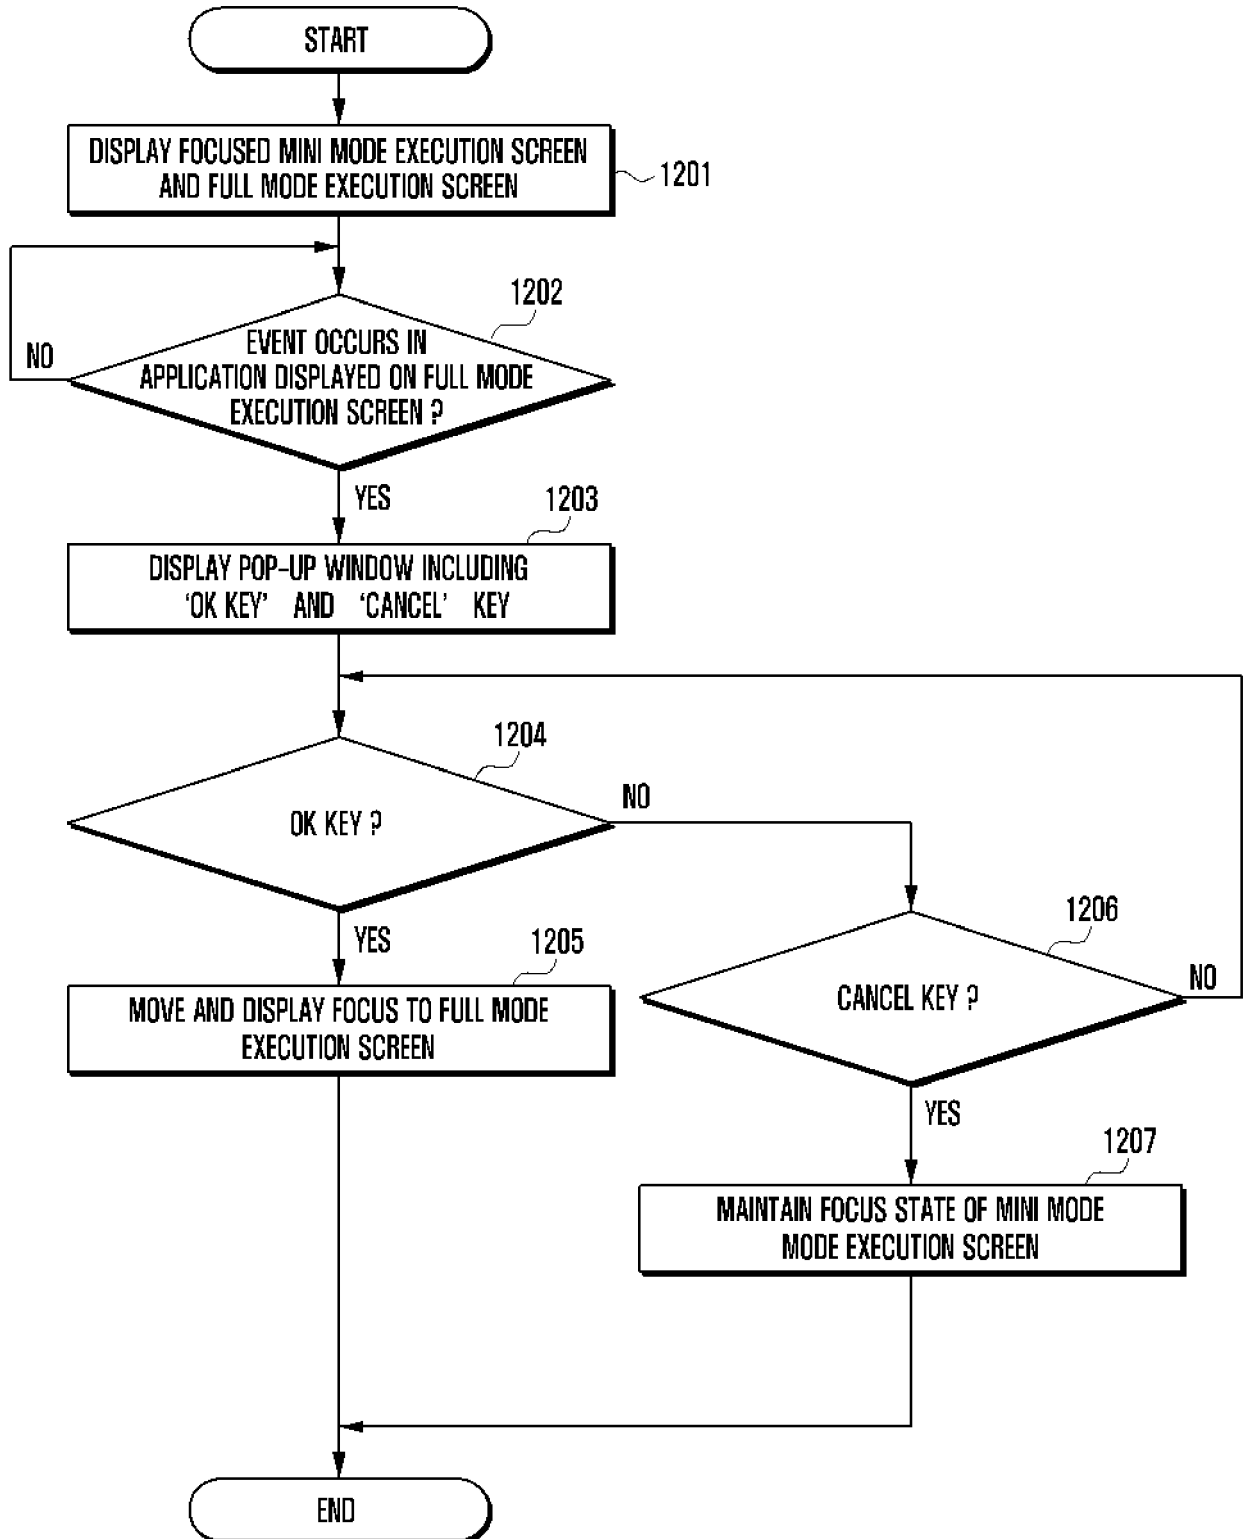 START
DISPLAY FOCUSED MINI MODE EXECUTION SCREEN
AND FULL MODE EXECUTION SCREEN
1201
1202
EVENT OCCURS IN
APPLICATION DISPLAYED ON FULL MODE
EXECUTION SCREEN ?
NO
YES
1203
DISPLAY POP-UP WINDOW INCLUDING
'OK KEY' AND 'CANCEL' KEY
1204
OK KEY ?
NO
YES
1205
MOVE AND DISPLAY FOCUS TO FULL MODE
EXECUTION SCREEN
1206
CANCEL KEY ?
NO
YES
1207
MAINTAIN FOCUS STATE OF MINI MODE
MODE EXECUTION SCREEN
END